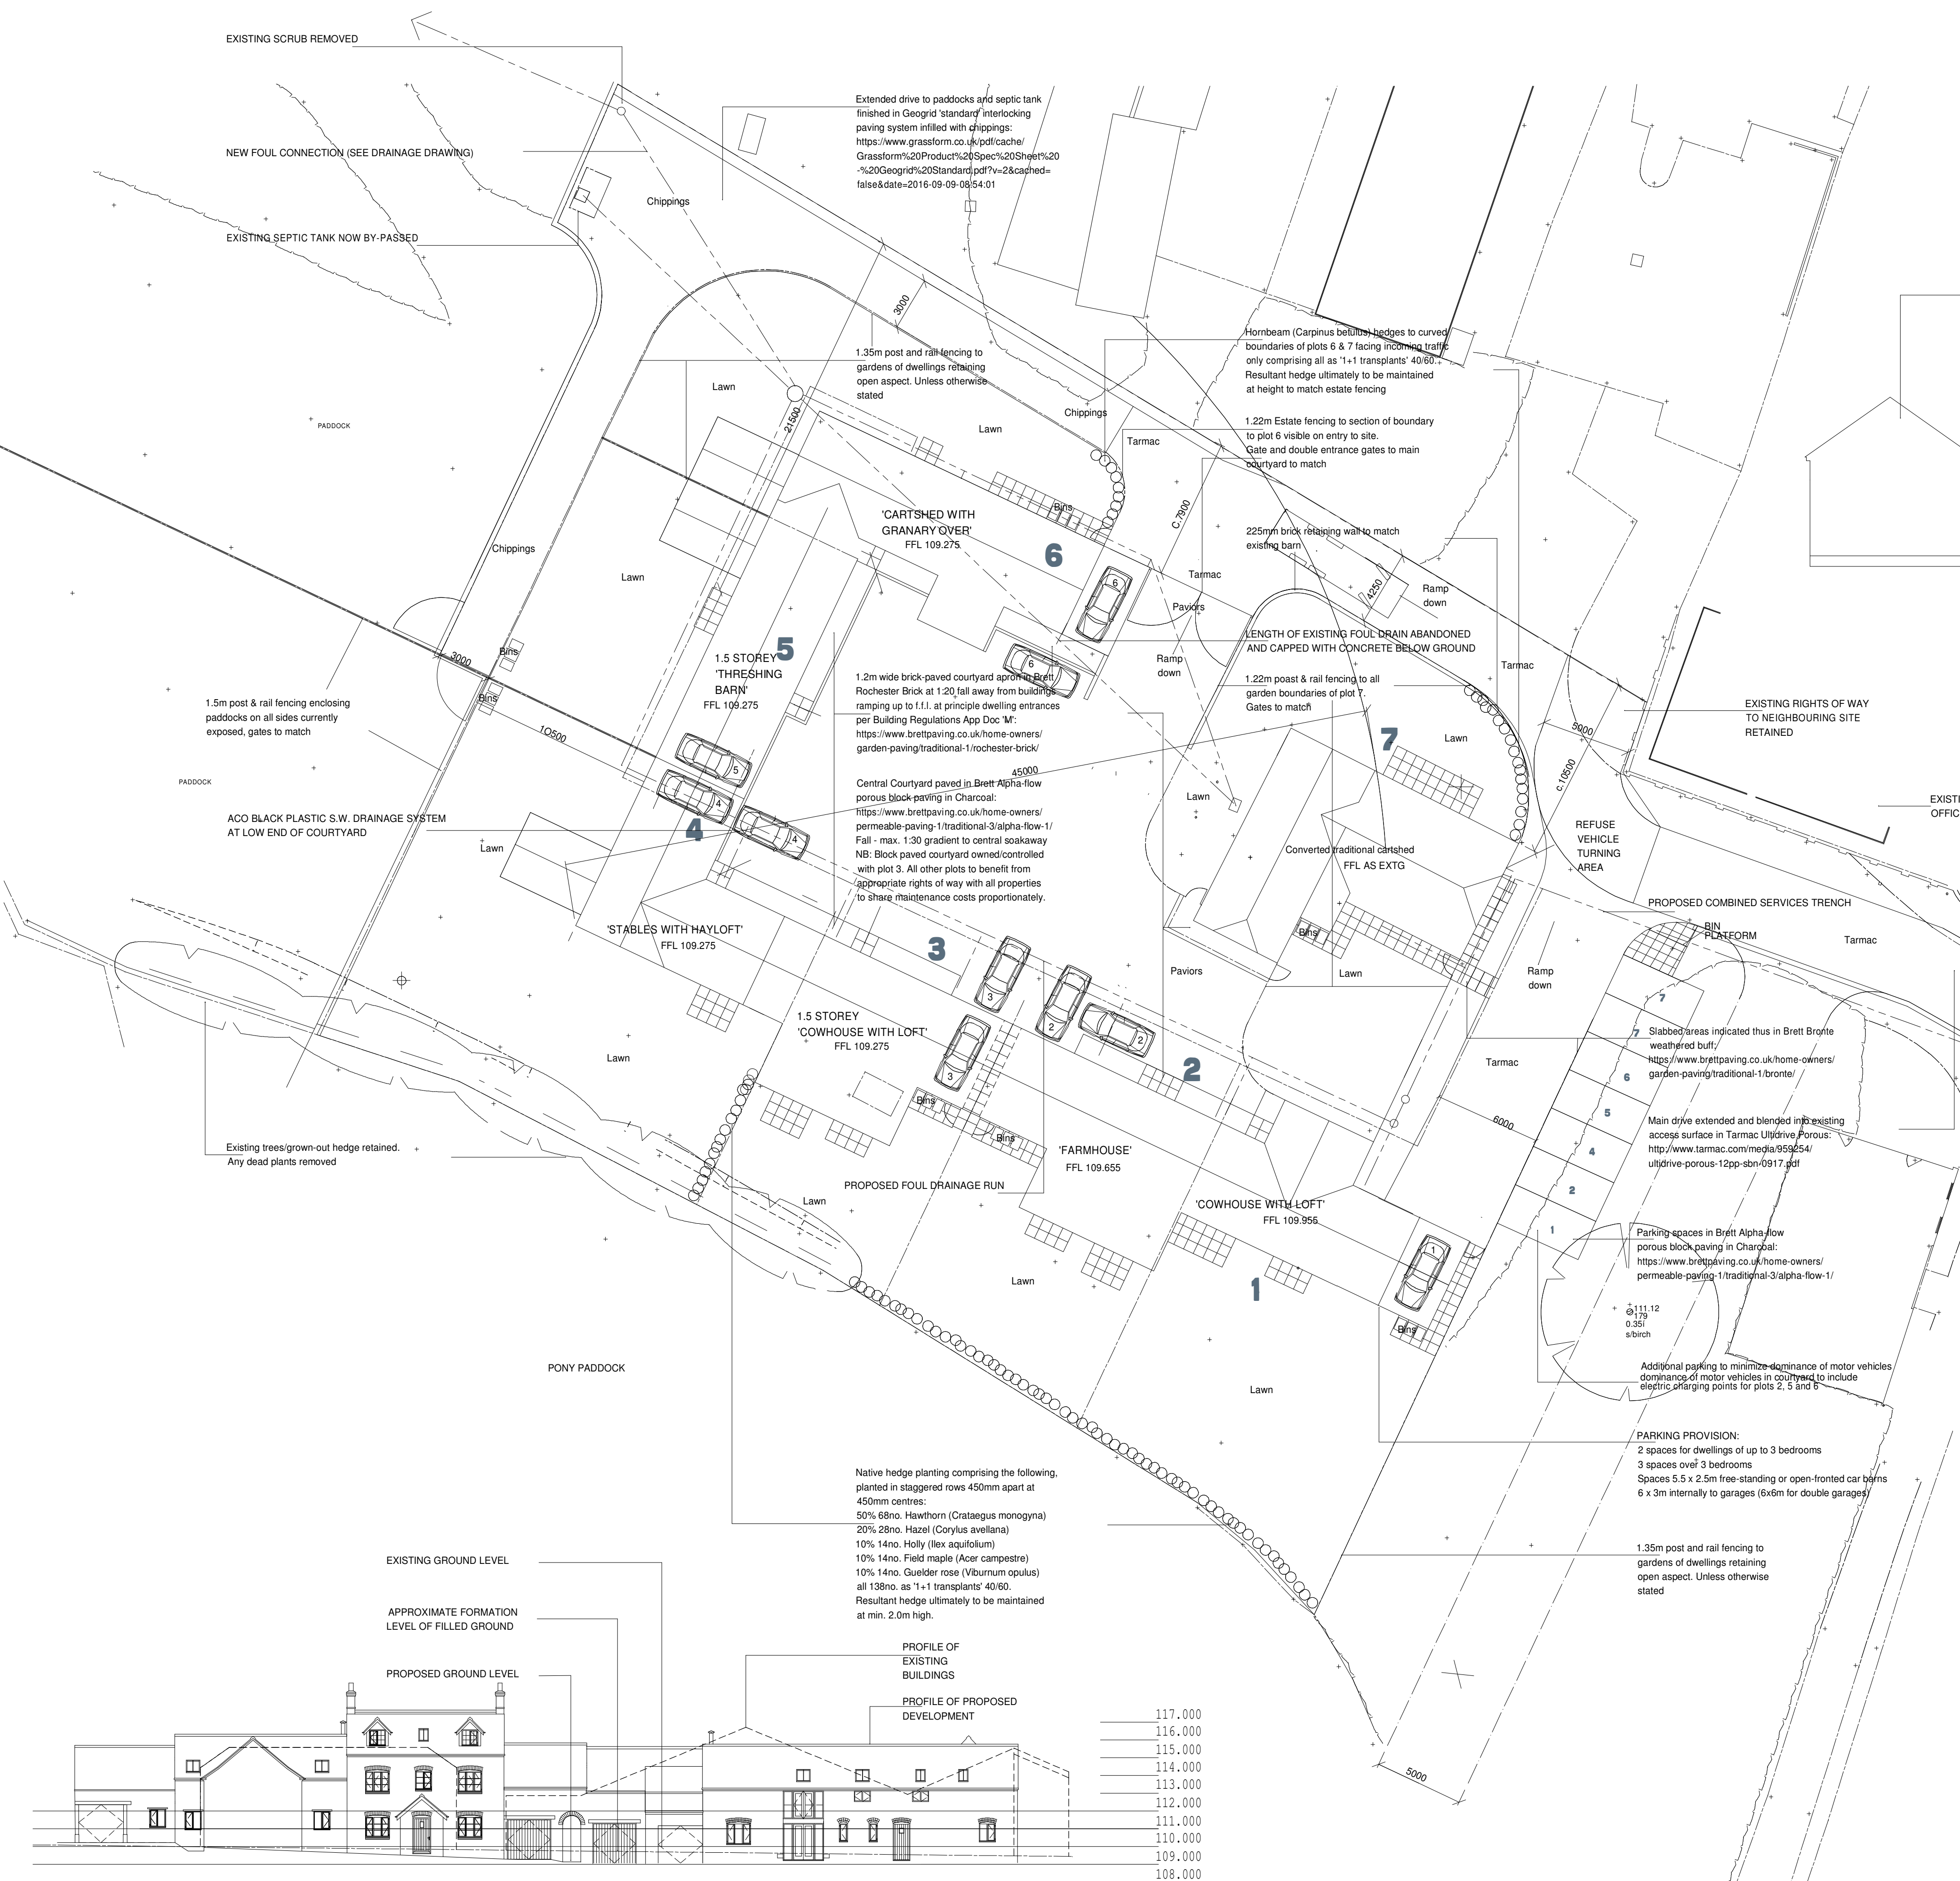 EXISTING SCRUB REMOVED
NEW FOUL CONNECTION (SEE DRAINAGE DRAWING)
EXISTING SEPTIC TANK NOW BY-PASSED
Extended drive to paddocks and septic tank
finished in Geogrid 'standard' interlocking
paving system infilled with chippings:
https://www.grassform.co.uk/pdf/cache/
Grassform%20Product%20Spec%20Sheet%20
-%20Geogrid%20Standard.pdf?v=2&cached=
false&date=2016-09-09-08:54:01
Chippings
3000
1.35m post and rail fencing to
gardens of dwellings retaining
open aspect. Unless otherwise
stated
Hornbeam (Carpinus betulus) hedges to curved
boundaries of plots 6 & 7 facing incoming traffic
only comprising all as '1+1 transplants' 40/60.
Resultant hedge ultimately to be maintained
at height to match estate fencing
1.22m Estate fencing to section of boundary
to plot 6 visible on entry to site.
Gate and double entrance gates to main
courtyard to match
225mm brick retaining wall to match
existing barn
Lawn
21500
Lawn
Chippings
Tarmac
PADDOCK
Bins
C.7900
'CARTSHED WITH
GRANARY OVER'
FFL 109.275
6
6
6
Chippings
Lawn
Tarmac
Paviors
4250
Ramp
down
LENGTH OF EXISTING FOUL DRAIN ABANDONED
AND CAPPED WITH CONCRETE BELOW GROUND
Ramp
down
Tarmac
1.22m poast & rail fencing to all
garden boundaries of plot 7.
Gates to match
Bins
3000
Bins
5
1.5 STOREY
'THRESHING
BARN'
FFL 109.275
1.5m post & rail fencing enclosing
paddocks on all sides currently
exposed, gates to match
1.2m wide brick-paved courtyard apron in Brett
Rochester Brick at 1:20 fall away from buildings
ramping up to f.f.l. at principle dwelling entrances
per Building Regulations App Doc 'M':
https://www.brettpaving.co.uk/home-owners/
garden-paving/traditional-1/rochester-brick/
EXISTING RIGHTS OF WAY
TO NEIGHBOURING SITE
RETAINED
7
Lawn
5000
c.10500
10500
45000
PADDOCK
5
4
4
4
Central Courtyard paved in Brett Alpha-flow
porous block paving in Charcoal:
https://www.brettpaving.co.uk/home-owners/
permeable-paving-1/traditional-3/alpha-flow-1/
Fall - max. 1:30 gradient to central soakaway
NB: Block paved courtyard owned/controlled
with plot 3. All other plots to benefit from
appropriate rights of way with all properties
to share maintenance costs proportionately.
Lawn
EXISTI
OFFIC
ACO BLACK PLASTIC S.W. DRAINAGE SYSTEM
AT LOW END OF COURTYARD
Lawn
Converted traditional cartshed
FFL AS EXTG
REFUSE
VEHICLE
TURNING
AREA
PROPOSED COMBINED SERVICES TRENCH
BIN
PLATFORM
Tarmac
'STABLES WITH HAYLOFT'
FFL 109.275
3
Bins
Paviors
Lawn
Ramp
down
3
2
2
3
1.5 STOREY
'COWHOUSE WITH LOFT'
FFL 109.275
Lawn
2
Tarmac
7
7
6
5
4
2
1
Slabbed areas indicated thus in Brett Bronte
weathered buff:
https://www.brettpaving.co.uk/home-owners/
garden-paving/traditional-1/bronte/
Bins
Bins
6000
Main drive extended and blended into existing
access surface in Tarmac Ultidrive Porous:
http://www.tarmac.com/media/959254/
ultidrive-porous-12pp-sbn-0917.pdf
Existing trees/grown-out hedge retained.
Any dead plants removed
'FARMHOUSE'
FFL 109.655
PROPOSED FOUL DRAINAGE RUN
Lawn
'COWHOUSE WITH LOFT'
FFL 109.955
1
1
Lawn
Bins
Parking spaces in Brett Alpha-flow
porous block paving in Charcoal:
https://www.brettpaving.co.uk/home-owners/
permeable-paving-1/traditional-3/alpha-flow-1/
111.12
179
0.35l
s/birch
PONY PADDOCK
Lawn
Additional parking to minimize dominance of motor vehicles
dominance of motor vehicles in courtyard to include
electric charging points for plots 2, 5 and 6
PARKING PROVISION:
2 spaces for dwellings of up to 3 bedrooms
3 spaces over 3 bedrooms
Spaces 5.5 x 2.5m free-standing or open-fronted car barns
6 x 3m internally to garages (6x6m for double garages)
Native hedge planting comprising the following,
planted in staggered rows 450mm apart at
450mm centres:
50% 68no. Hawthorn (Crataegus monogyna)
20% 28no. Hazel (Corylus avellana)
10% 14no. Holly (Ilex aquifolium)
10% 14no. Field maple (Acer campestre)
10% 14no. Guelder rose (Viburnum opulus)
all 138no. as '1+1 transplants' 40/60.
Resultant hedge ultimately to be maintained
at min. 2.0m high.
1.35m post and rail fencing to
gardens of dwellings retaining
open aspect. Unless otherwise
stated
EXISTING GROUND LEVEL
APPROXIMATE FORMATION
LEVEL OF FILLED GROUND
PROPOSED GROUND LEVEL
PROFILE OF
EXISTING
BUILDINGS
PROFILE OF PROPOSED
DEVELOPMENT
5000
117.000
116.000
115.000
114.000
113.000
112.000
111.000
110.000
109.000
108.000